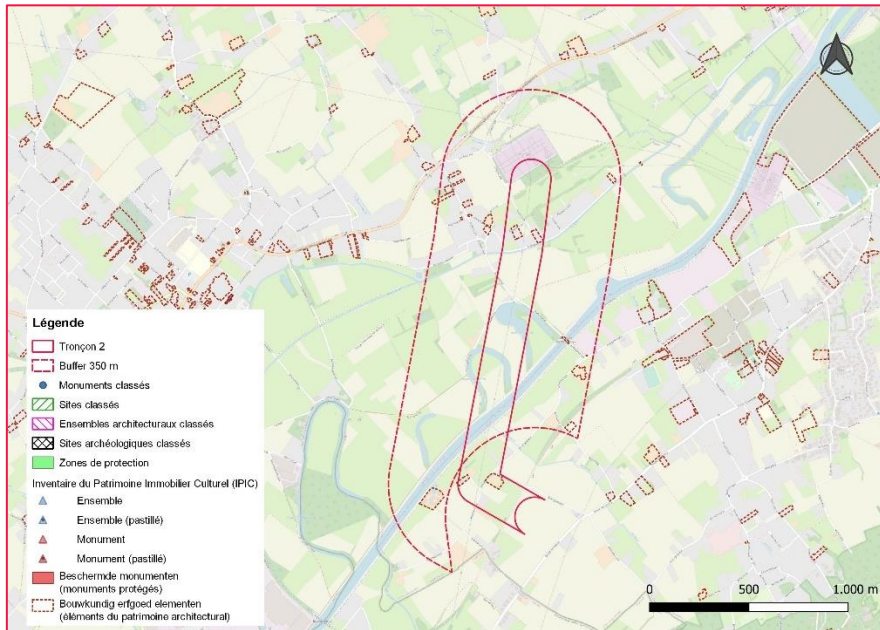 Légende
Tronçon 2
Buffer 350 m
Monuments classés
Sites classés
Ensembles architecturaux classés
Sites archéologiques classés
Zones de protection
Inventaire du Patrimoine Immobilier Culturel (IPIC)
Ensemble
Ensemble (pastillé)
Monument
Monument (pastillé)
Beschermde monumenten
(monuments protégés)
Bouwkundig erfgoed elementen
(éléments du patrimoine architectural)
0 500 1.000 m